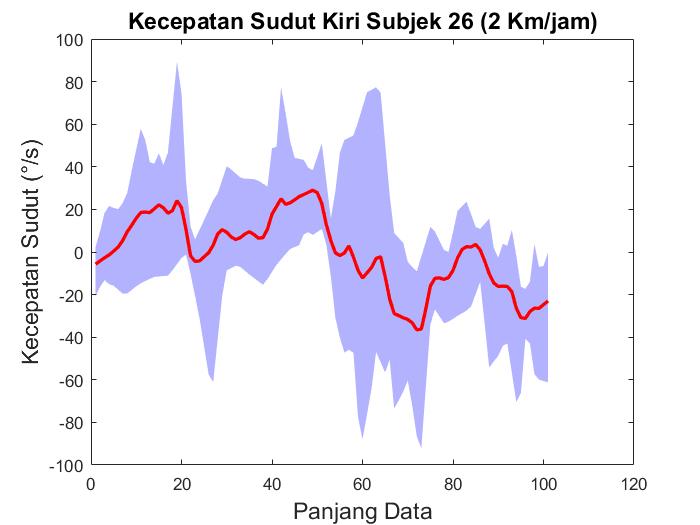 Kecepatan Sudut Kiri Subjek 26 (2 Km/jam)
Kecepatan Sudut (°/s)
100
80
60
40
20
0
-20
-40
-60
-80
-100
0 20 40 60 80 100 120
Panjang Data